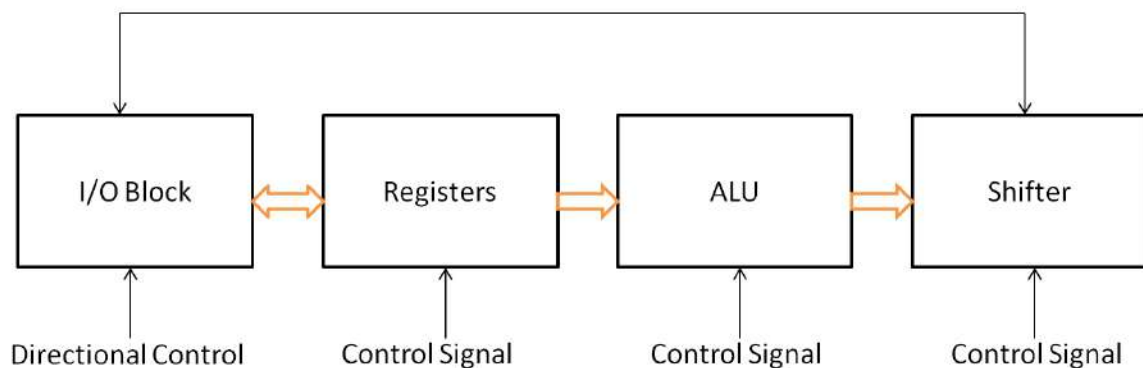 I/O Block
Registers
ALU
Shifter
Directional Control
Control Signal
Control Signal
Control Signal